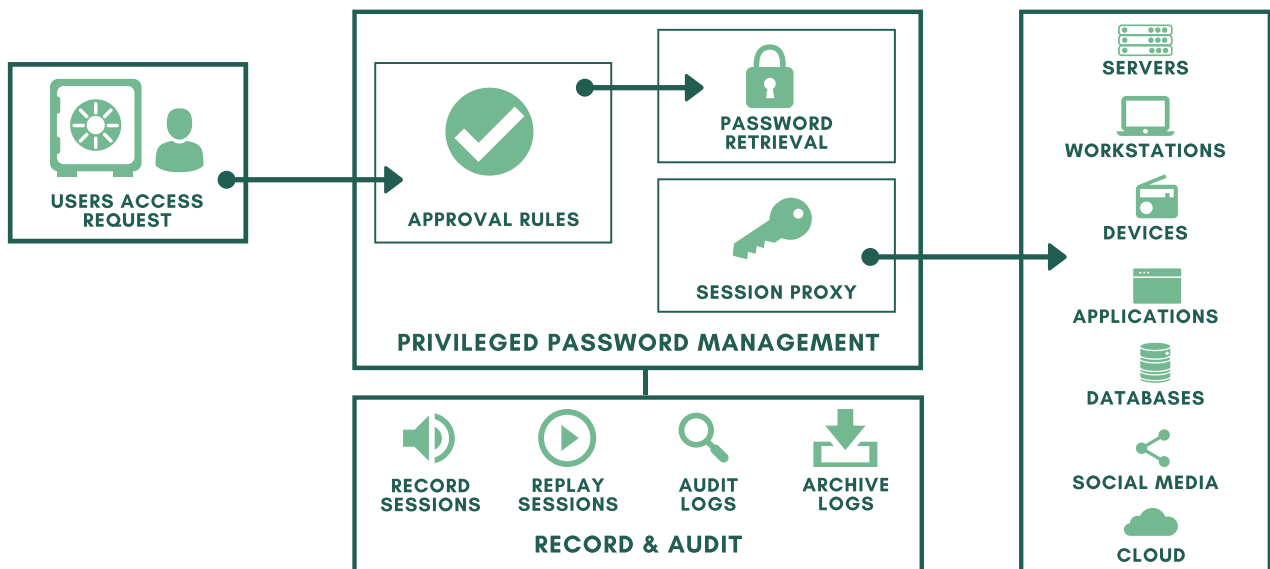 USERS ACCESS
REQUEST
APPROVAL RULES
PASSWORD
RETRIEVAL
SESSION PROXY
PRIVILEGED PASSWORD MANAGEMENT
RECORD
SESSIONS
REPLAY
SESSIONS
AUDIT
LOGS
ARCHIVE
LOGS
RECORD & AUDIT
SERVERS
WORKSTATIONS
DEVICES
APPLICATIONS
DATABASES
SOCIAL MEDIA
CLOUD